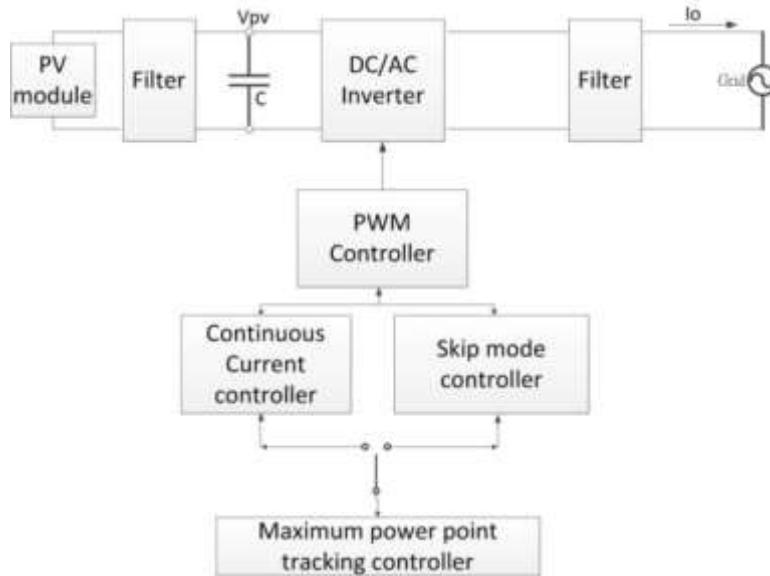 Vpv
Io
PV
module
Filter
C
DC/AC
Inverter
Filter
Grid
PWM
Controller
Continuous
Current
controller
Skip mode
controller
Maximum power point
tracking controller